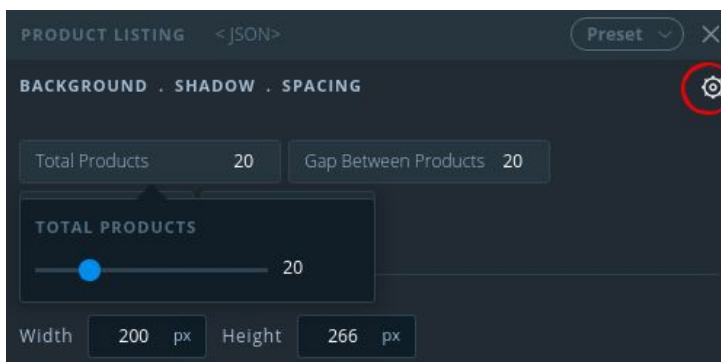 PRODUCT LISTING <JSON> Preset
BACKGROUND . SHADOW . SPACING
Total Products 20 Gap Between Products 20
TOTAL PRODUCTS
20
Width 200 px Height 266 px